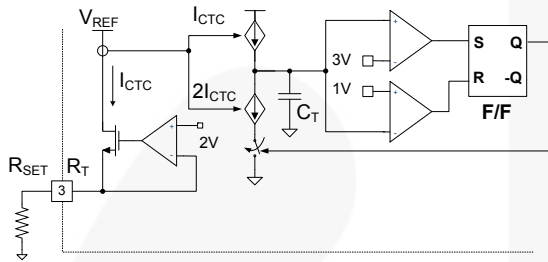 V_REF
I_CTC
I_CTC
2I_CTC
C_T
3V
1V
S Q
R -Q
F/F
2V
R_SET
R_T
3
+
-
+
-
+
-